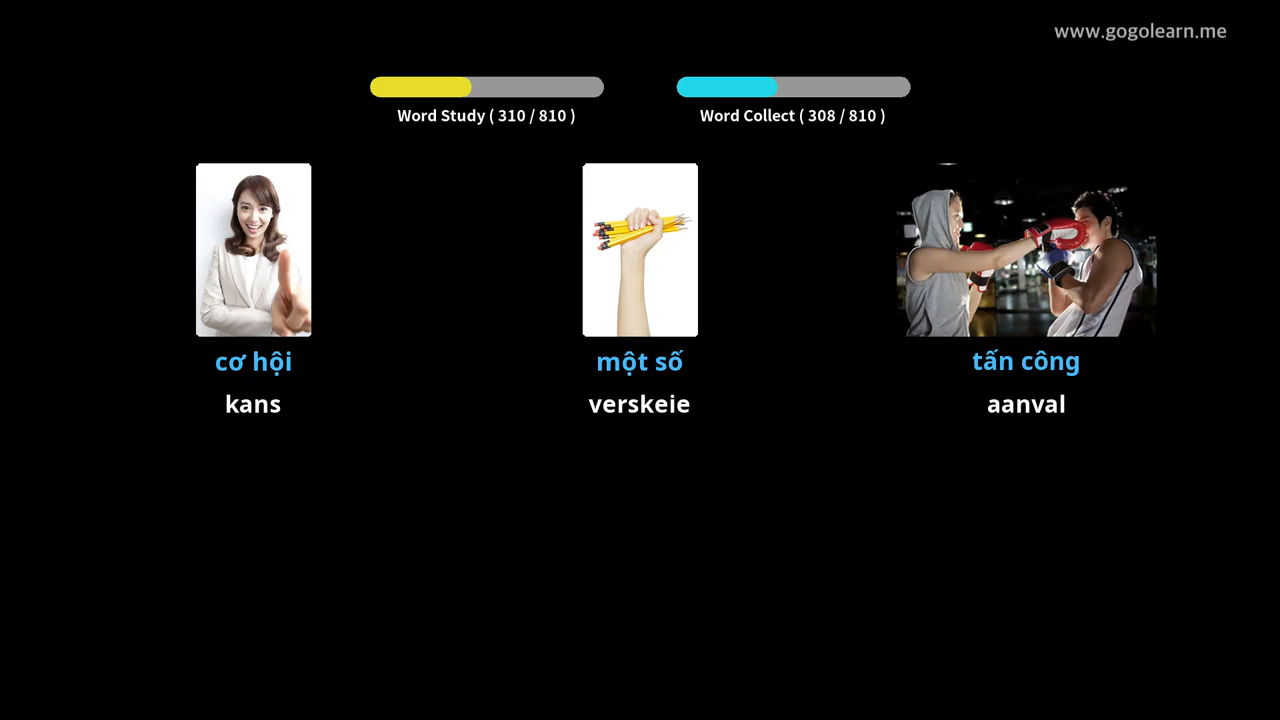 www.gogolearn.me
Word Study ( 310 / 810 )
Word Collect ( 308 / 810 )
cơ hội
kans
một số
verskeie
tấn công
aanval